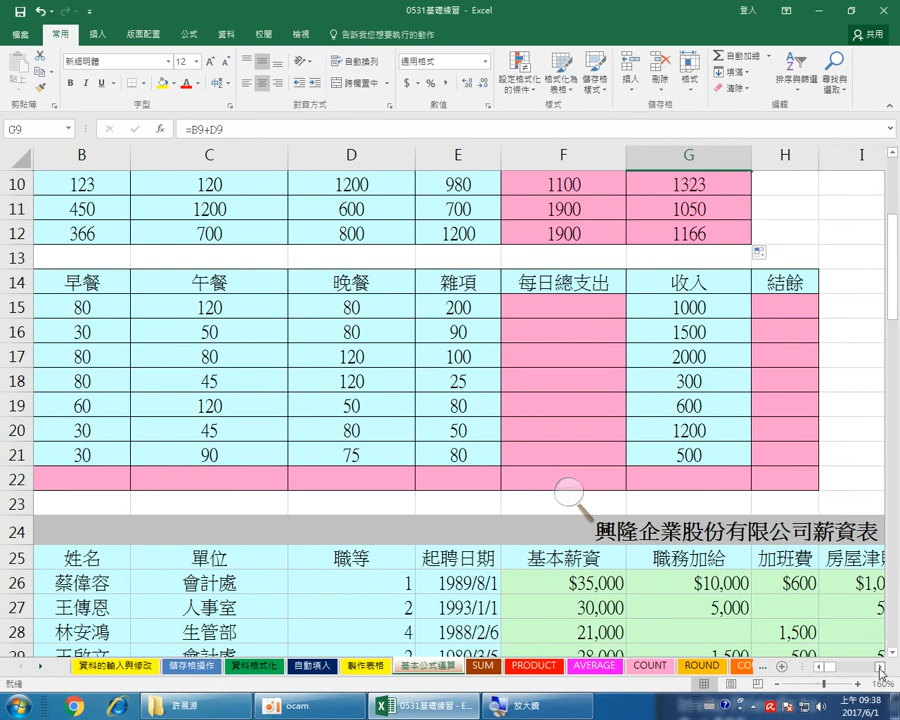 0531基礎練習 - Excel
登入
檔案 常用 插入 版面配置 公式 資料 校閱 檢視 告訴我您想要執行的動作 共用
新細明體 12 自動換列 通用格式 自動加總
貼上 B I U 跨欄置中 $ % 設定格式化的條件 格式化為表格 儲存格樣式 插入 刪除 格式 填滿 清除 排序與篩選 尋找與選取
剪貼簿 字型 對齊方式 數值 樣式 儲存格 編輯
G9 fx =B9+D9
B C D E F G H I
10 123 120 1200 980 1100 1323
11 450 1200 600 700 1900 1050
12 366 700 800 1200 1900 1166
13
14 早餐 午餐 晚餐 雜項 每日總支出 收入 結餘
15 80 120 80 200 1000
16 30 50 80 90 1500
17 80 80 120 100 2000
18 80 45 120 25 300
19 60 120 50 80 600
20 30 45 80 50 1200
21 30 90 75 80 500
22
23
24 興隆企業股份有限公司薪資表
25 姓名 單位 職等 起聘日期 基本薪資 職務加給 加班費 房屋津
26 蔡偉容 會計處 1 1989/8/1 $35,000 $10,000 $600 $1,0
27 王傳恩 人事室 2 1993/1/1 30,000 5,000 5
28 林安鴻 生管部 4 1988/2/6 21,000 1,500
資料的輸入與修改 儲存格操作 資料格式化 自動填入 製作表格 基本公式運算 SUM PRODUCT AVERAGE COUNT ROUND CO ...
就緒 160%
許展源 ocam 0531基礎練習 - E... 放大鏡 上午 09:38
2017/6/1